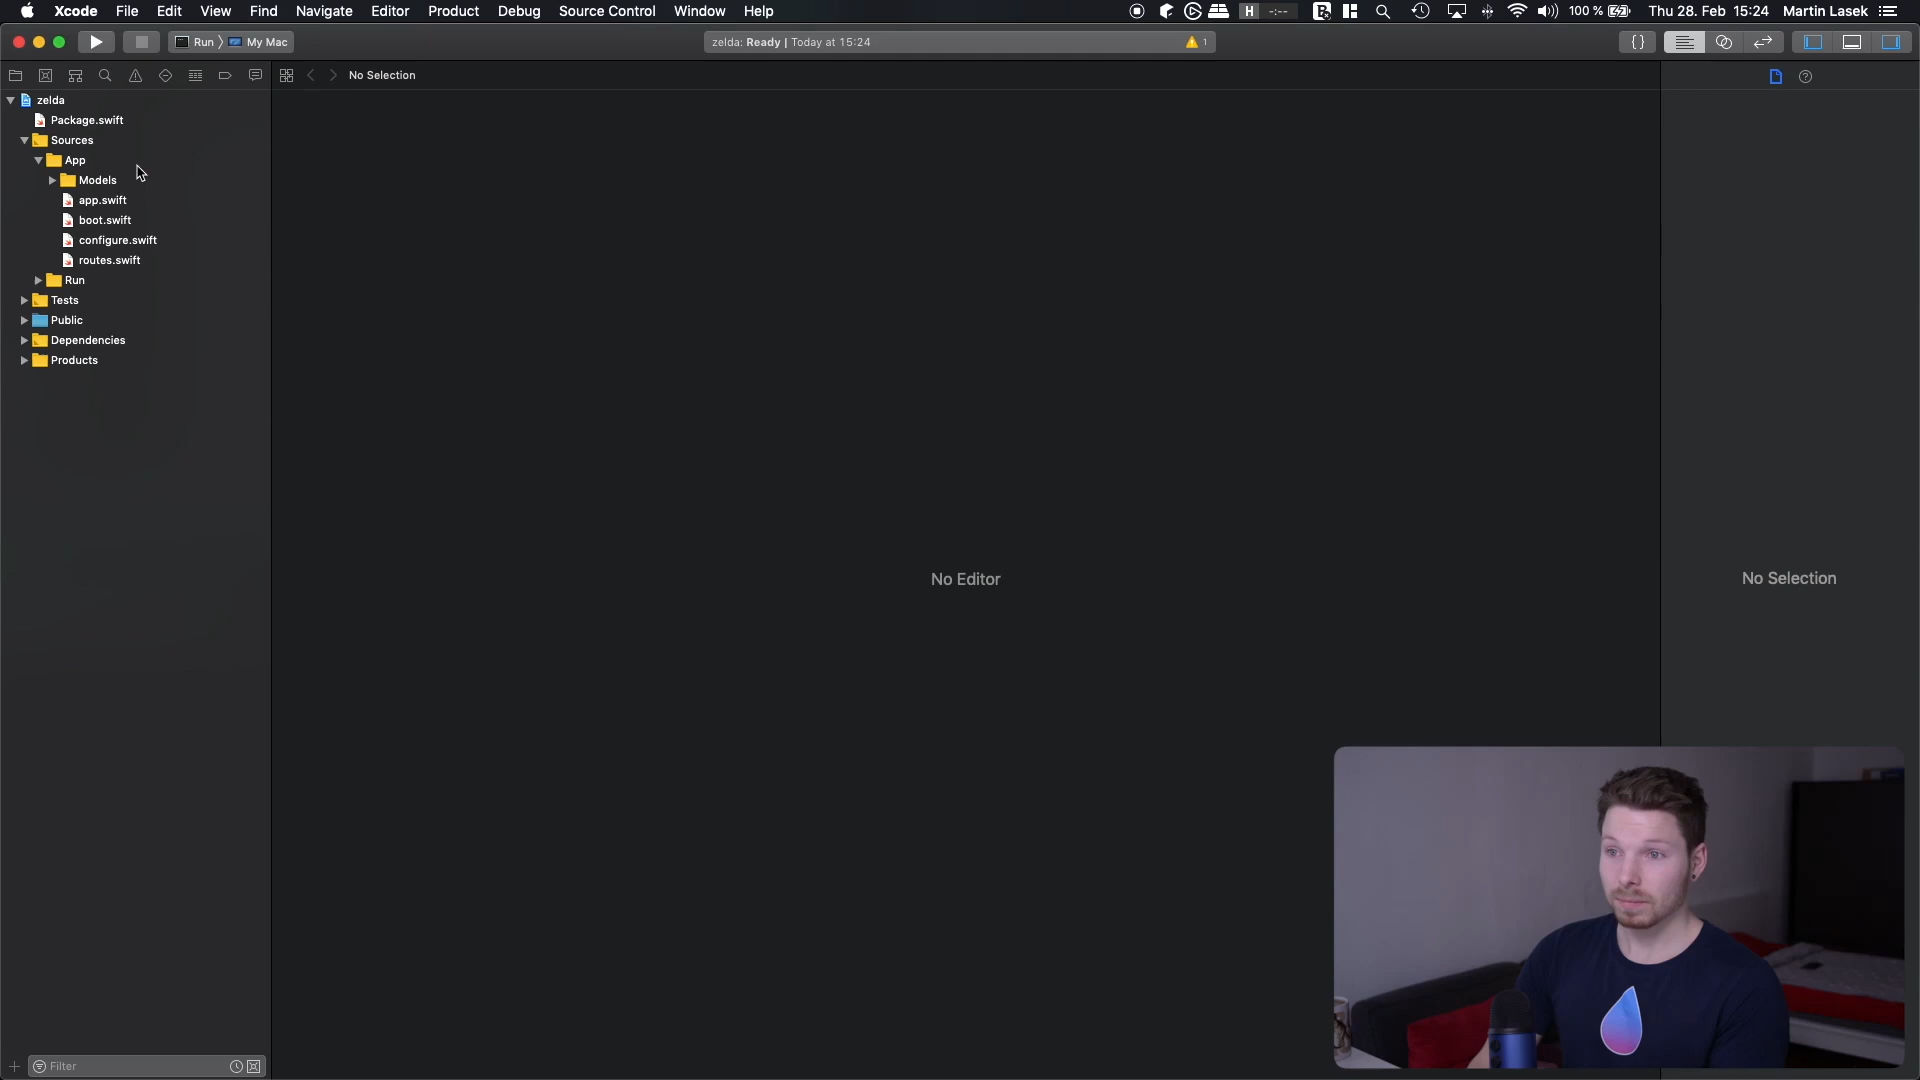 Xcode File Edit View Find Navigate Editor Product Debug Source Control Window Help H -:-- 100 % Thu 28. Feb 15:24 Martin Lasek
Run My Mac zelda: Ready | Today at 15:24 1 {}
No Selection
zelda
Package.swift
Sources
App
Models
app.swift
boot.swift
configure.swift
routes.swift
Run
Tests
Public
Dependencies
Products
No Editor
No Selection
Filter